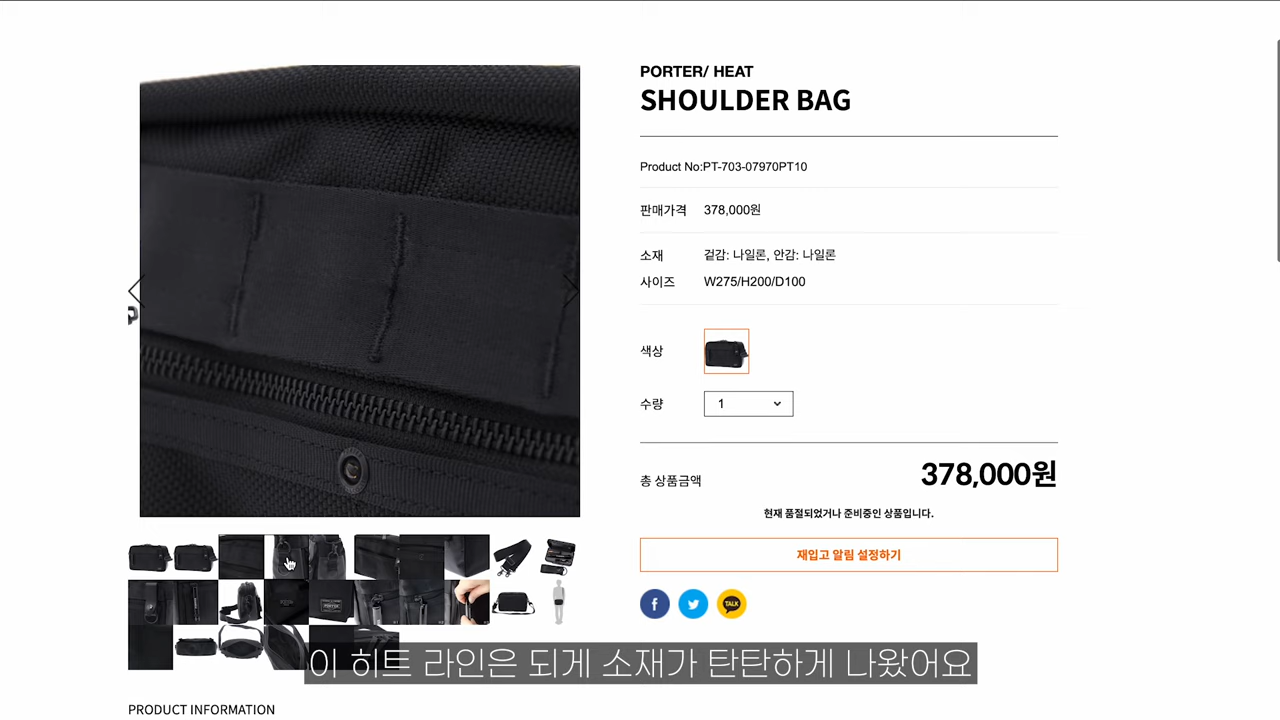 PORTER/ HEAT
SHOULDER BAG
Product No:PT-703-07970PT10
판매가격 378,000원
소재 겉감: 나일론, 안감: 나일론
사이즈 W275/H200/D100
색상
수량 1
총 상품금액 378,000원
현재 품절되었거나 준비중인 상품입니다.
재입고 알림 설정하기
f TALK
PORTER
이 히트 라인은 되게 소재가 탄탄하게 나왔어요
PRODUCT INFORMATION